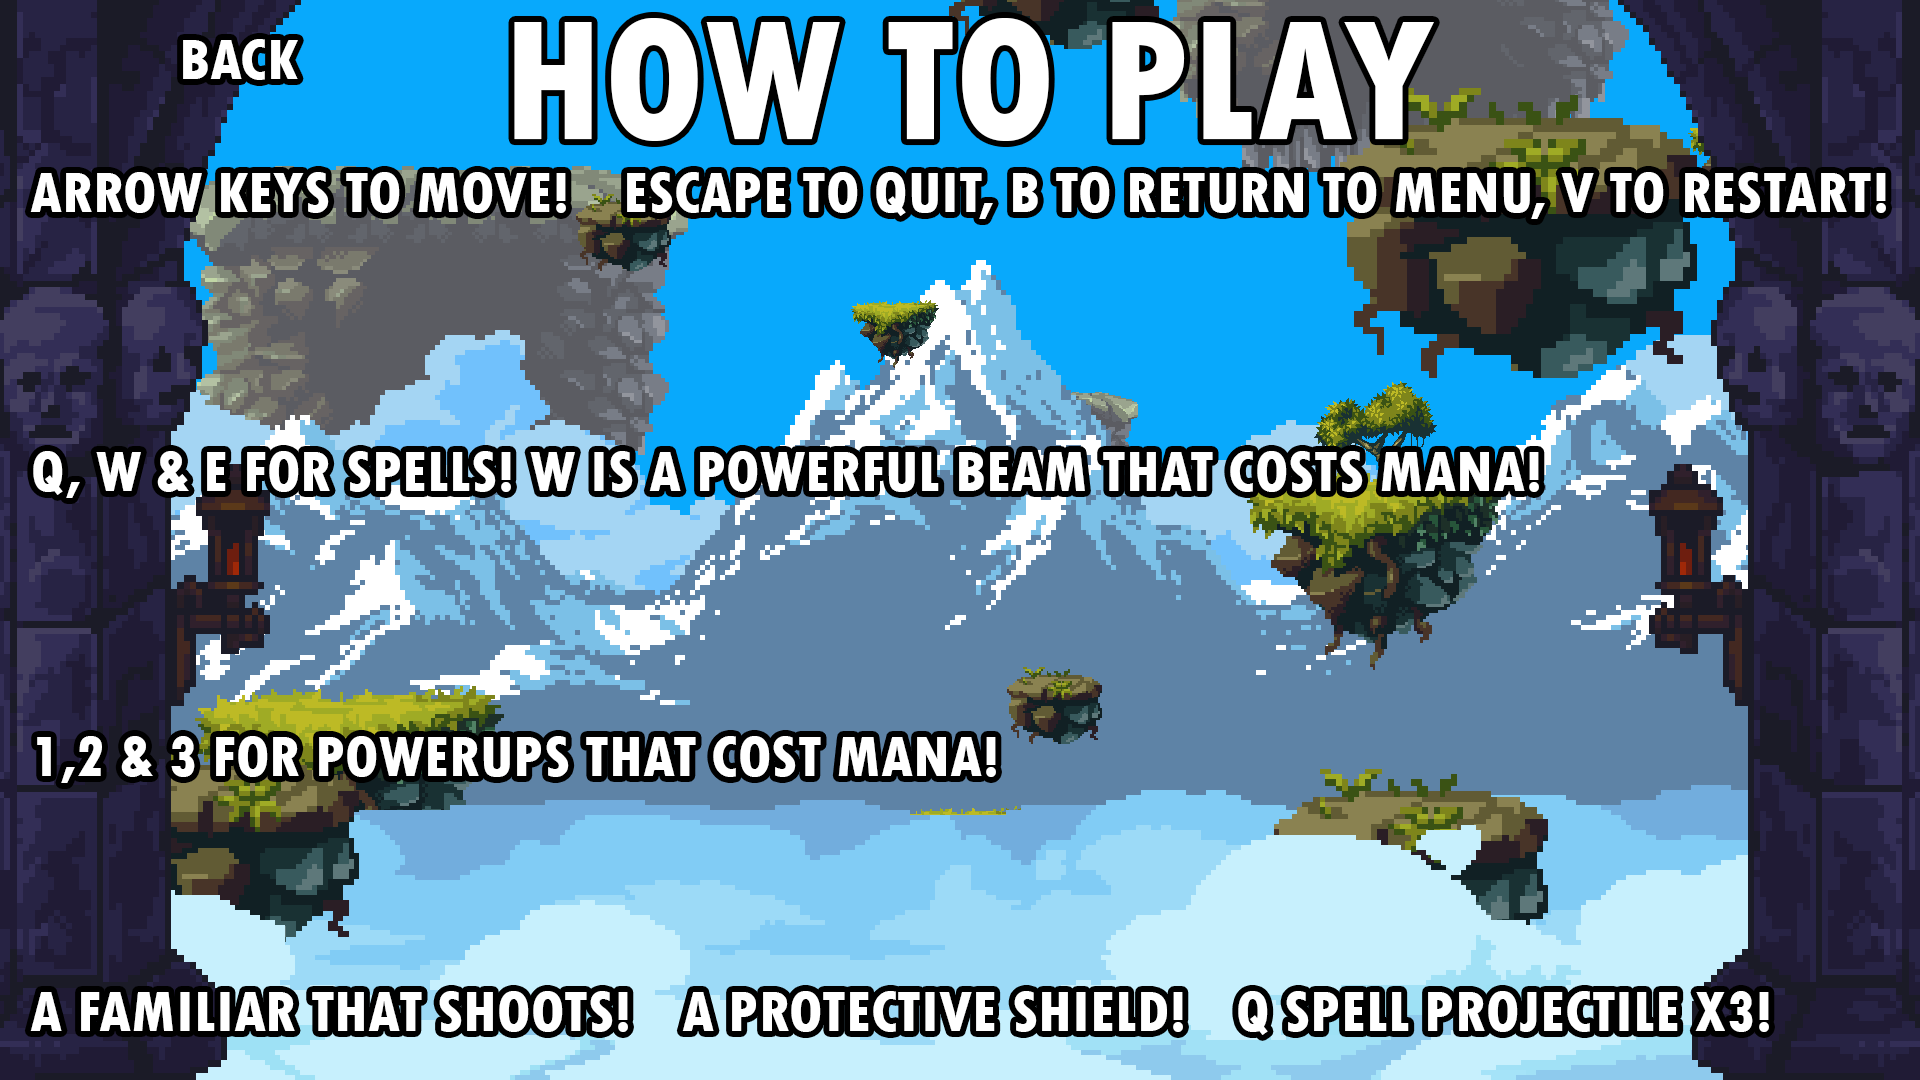 BACK
HOW TO PLAY
ARROW KEYS TO MOVE! ESCAPE TO QUIT, B TO RETURN TO MENU, V TO RESTART!
Q, W & E FOR SPELLS! W IS A POWERFUL BEAM THAT COSTS MANA!
1,2 & 3 FOR POWERUPS THAT COST MANA!
A FAMILIAR THAT SHOOTS! A PROTECTIVE SHIELD! Q SPELL PROJECTILE X3!